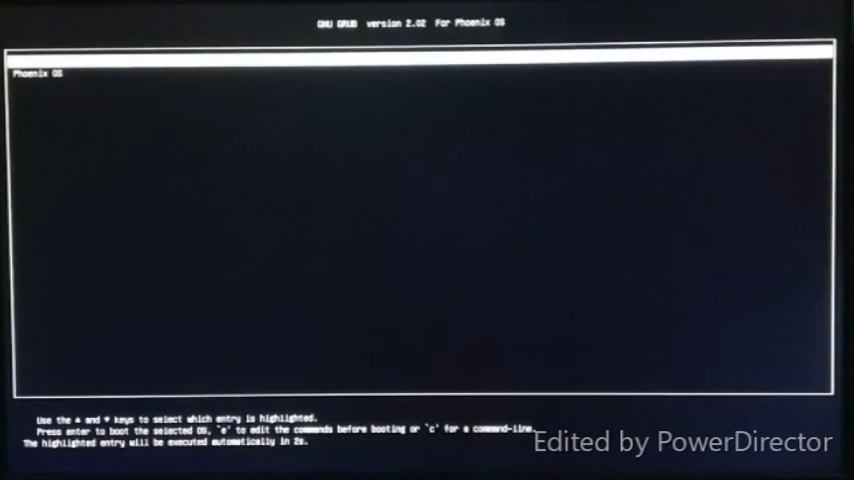 GNU GRUB version 2.02 For Phoenix OS
Phoenix OS
Use the ▲ and ▼ keys to select which entry is highlighted.
Press enter to boot the selected OS, `e' to edit the commands before booting or `c' for a command-line.
The highlighted entry will be executed automatically in 2s.
Edited by PowerDirector